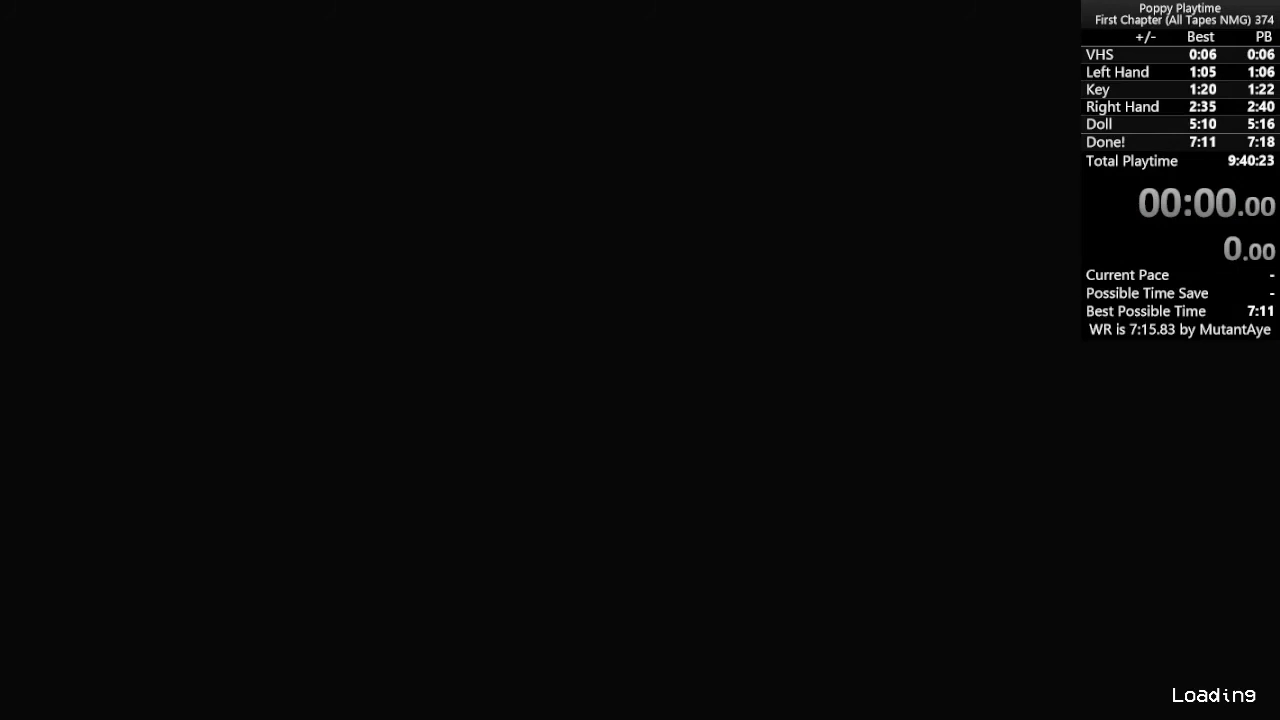 Poppy Playtime
First Chapter (All Tapes NMG) 374
+/- Best PB
VHS 0:06 0:06
Left Hand 1:05 1:06
Key 1:20 1:22
Right Hand 2:35 2:40
Doll 5:10 5:16
Done! 7:11 7:18
Total Playtime 9:40:23
00:00.00
0.00
Current Pace -
Possible Time Save -
Best Possible Time 7:11
WR is 7:15.83 by MutantAye
Loading